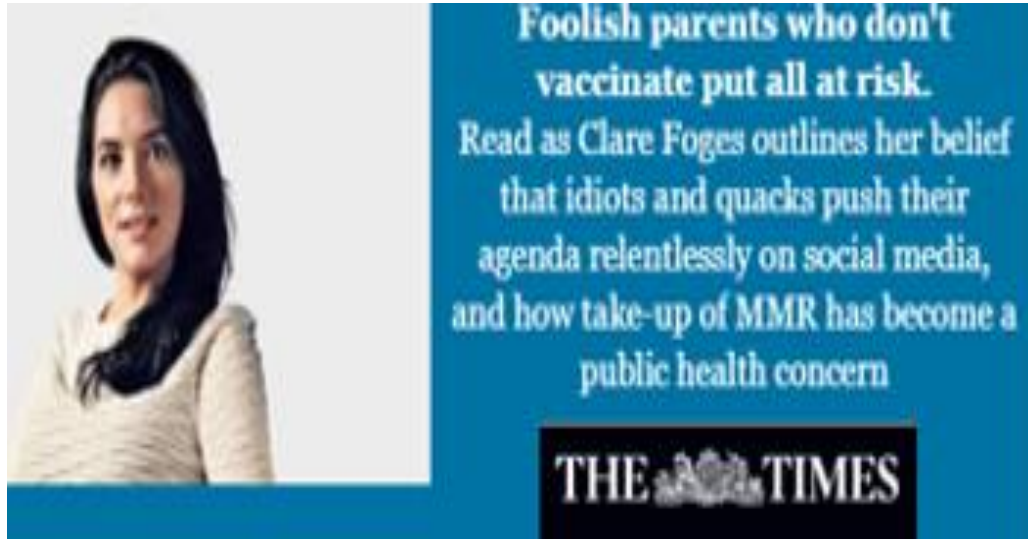 Foolish parents who don't
vaccinate put all at risk.
Read as Clare Foges outlines her belief
that idiots and quacks push their
agenda relentlessly on social media,
and how take-up of MMR has become a
public health concern
THE TIMES